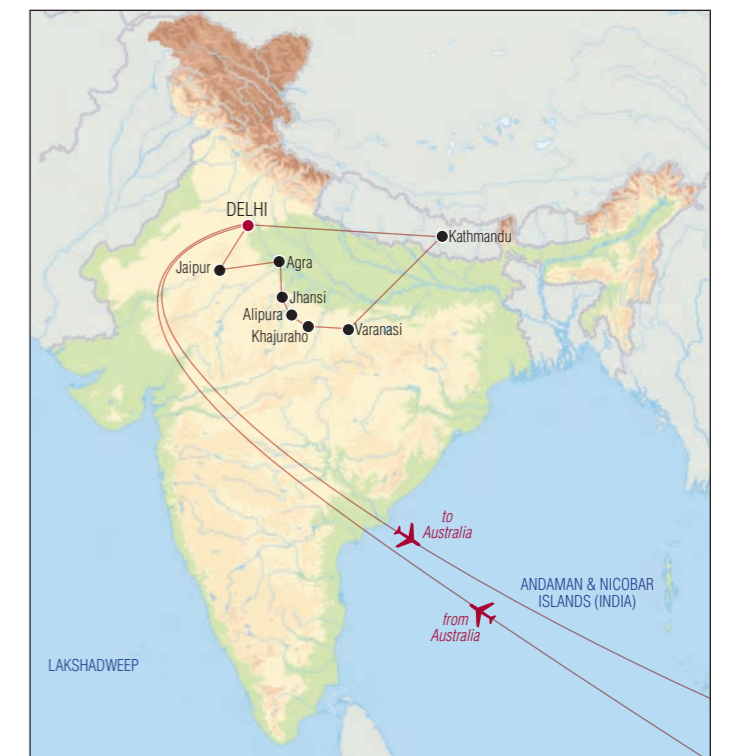 DELHI
Kathmandu
Jaipur
Agra
Jhansi
Alipura
Khajuraho
Varanasi
to
Australia
ANDAMAN & NICOBAR
ISLANDS (INDIA)
from
Australia
LAKSHADWEEP